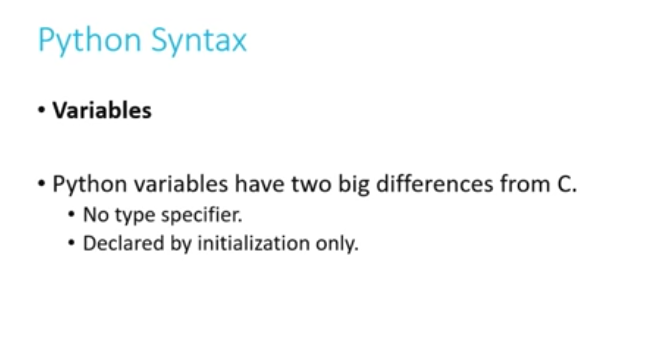 Python Syntax
• Variables
• Python variables have two big differences from C.
• No type specifier.
• Declared by initialization only.